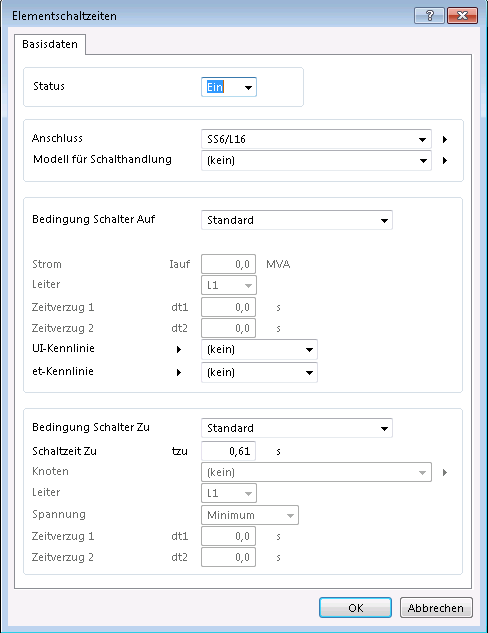 Elementschaltzeiten ?
Basisdaten
Status Ein
Anschluss SS6/L16
Modell für Schalthandlung (kein)
Bedingung Schalter Auf Standard
Strom Iauf 0,0 MVA
Leiter L1
Zeitverzug 1 dt1 0,0 s
Zeitverzug 2 dt2 0,0 s
UI-Kennlinie (kein)
et-Kennlinie (kein)
Bedingung Schalter Zu Standard
Schaltzeit Zu tzu 0,61 s
Knoten (kein)
Leiter L1
Spannung Minimum
Zeitverzug 1 dt1 0,0 s
Zeitverzug 2 dt2 0,0 s
OK Abbrechen